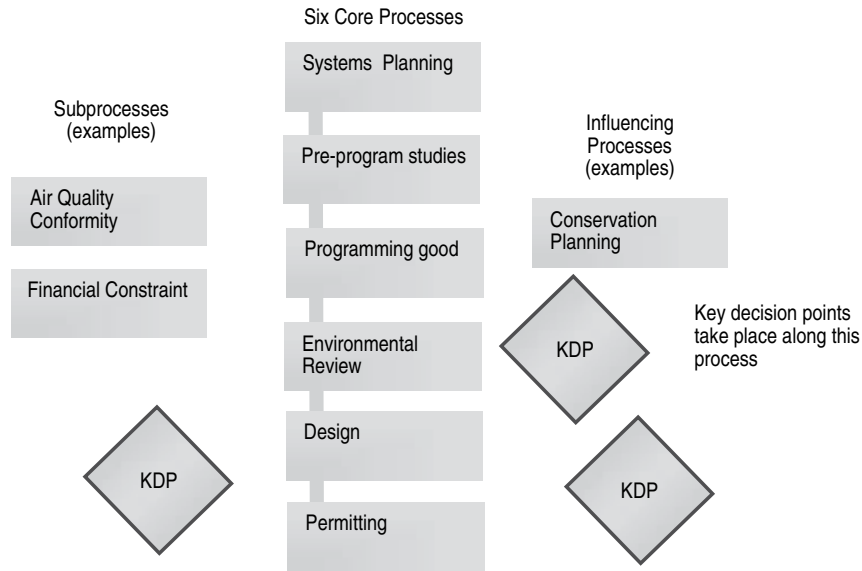 Six Core Processes
Systems Planning
Pre-program studies
Programming good
Environmental
Review
Design
Permitting
Subprocesses
(examples)
Air Quality
Conformity
Financial Constraint
KDP
Influencing
Processes
(examples)
Conservation
Planning
KDP
Key decision points
take place along this
process
KDP